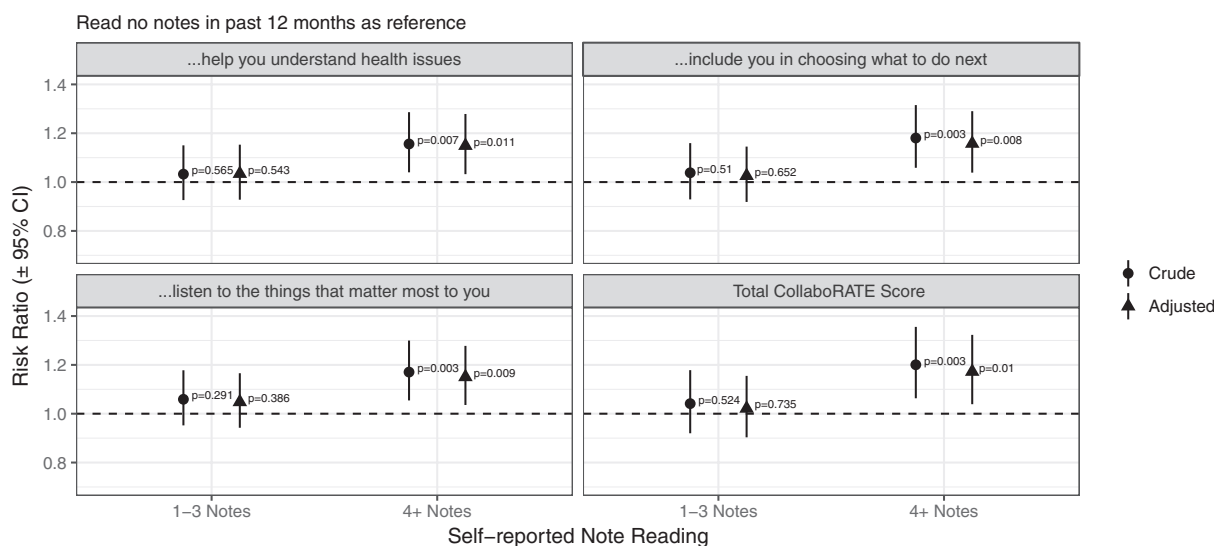 Read no notes in past 12 months as reference
...help you understand health issues
...include you in choosing what to do next
1.4
1.2
1.0
0.8
p=0.565
p=0.543
p=0.007
p=0.011
p=0.51
p=0.652
p=0.003
p=0.008
Risk Ratio (± 95% CI)
Crude
Adjusted
...listen to the things that matter most to you
Total CollaboRATE Score
1.4
1.2
1.0
0.8
p=0.291
p=0.386
p=0.003
p=0.009
p=0.524
p=0.735
p=0.003
p=0.01
1−3 Notes
4+ Notes
1−3 Notes
4+ Notes
Self−reported Note Reading